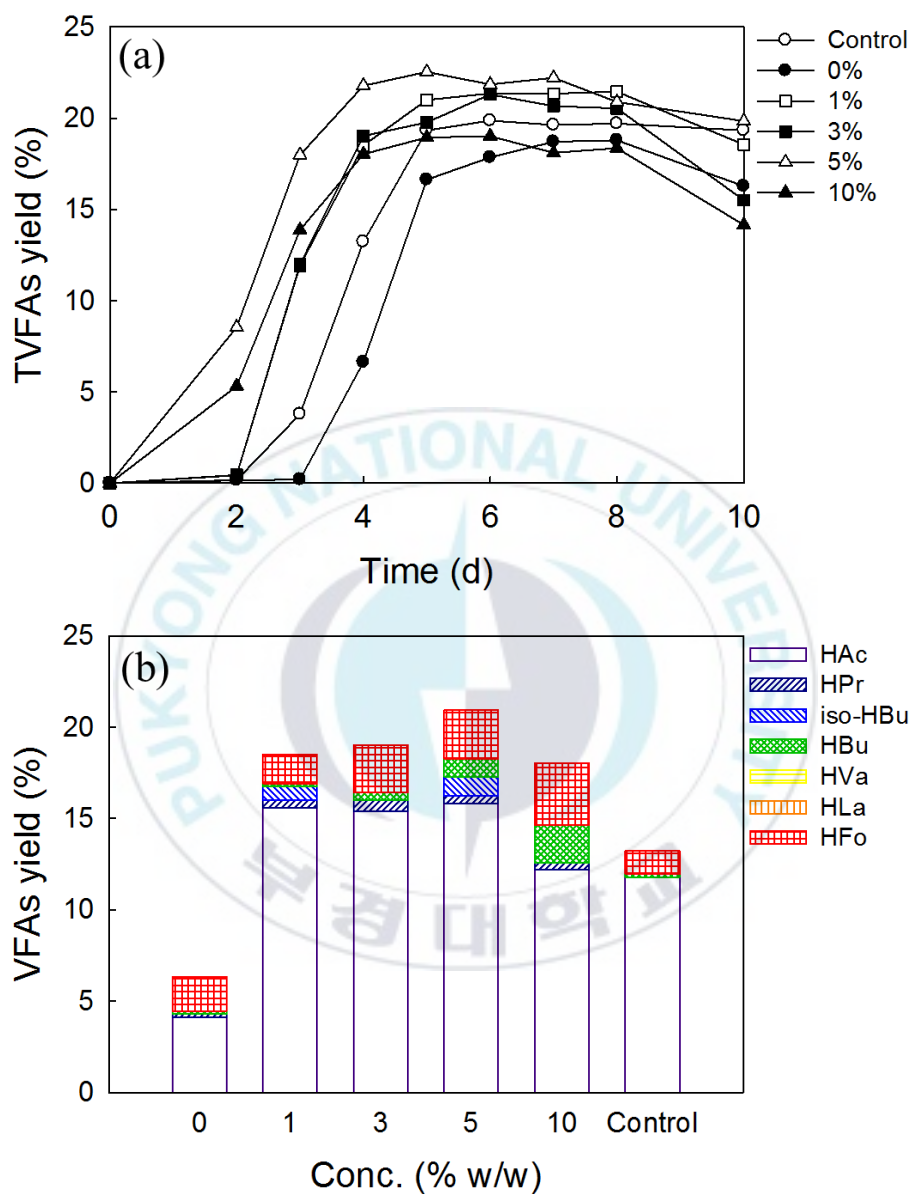 (a)
25
20
15
10
5
0
TVFAs yield (%)
0 2 4 6 8 10
Time (d)
Control
0%
1%
3%
5%
10%
PUKYONG NATIONAL UNIVERSITY
부경대학교
(b)
25
20
15
10
5
0
VFAs yield (%)
0 1 3 5 10 Control
Conc. (% w/w)
HAc
HPr
iso-HBu
HBu
HVa
HLa
HFo